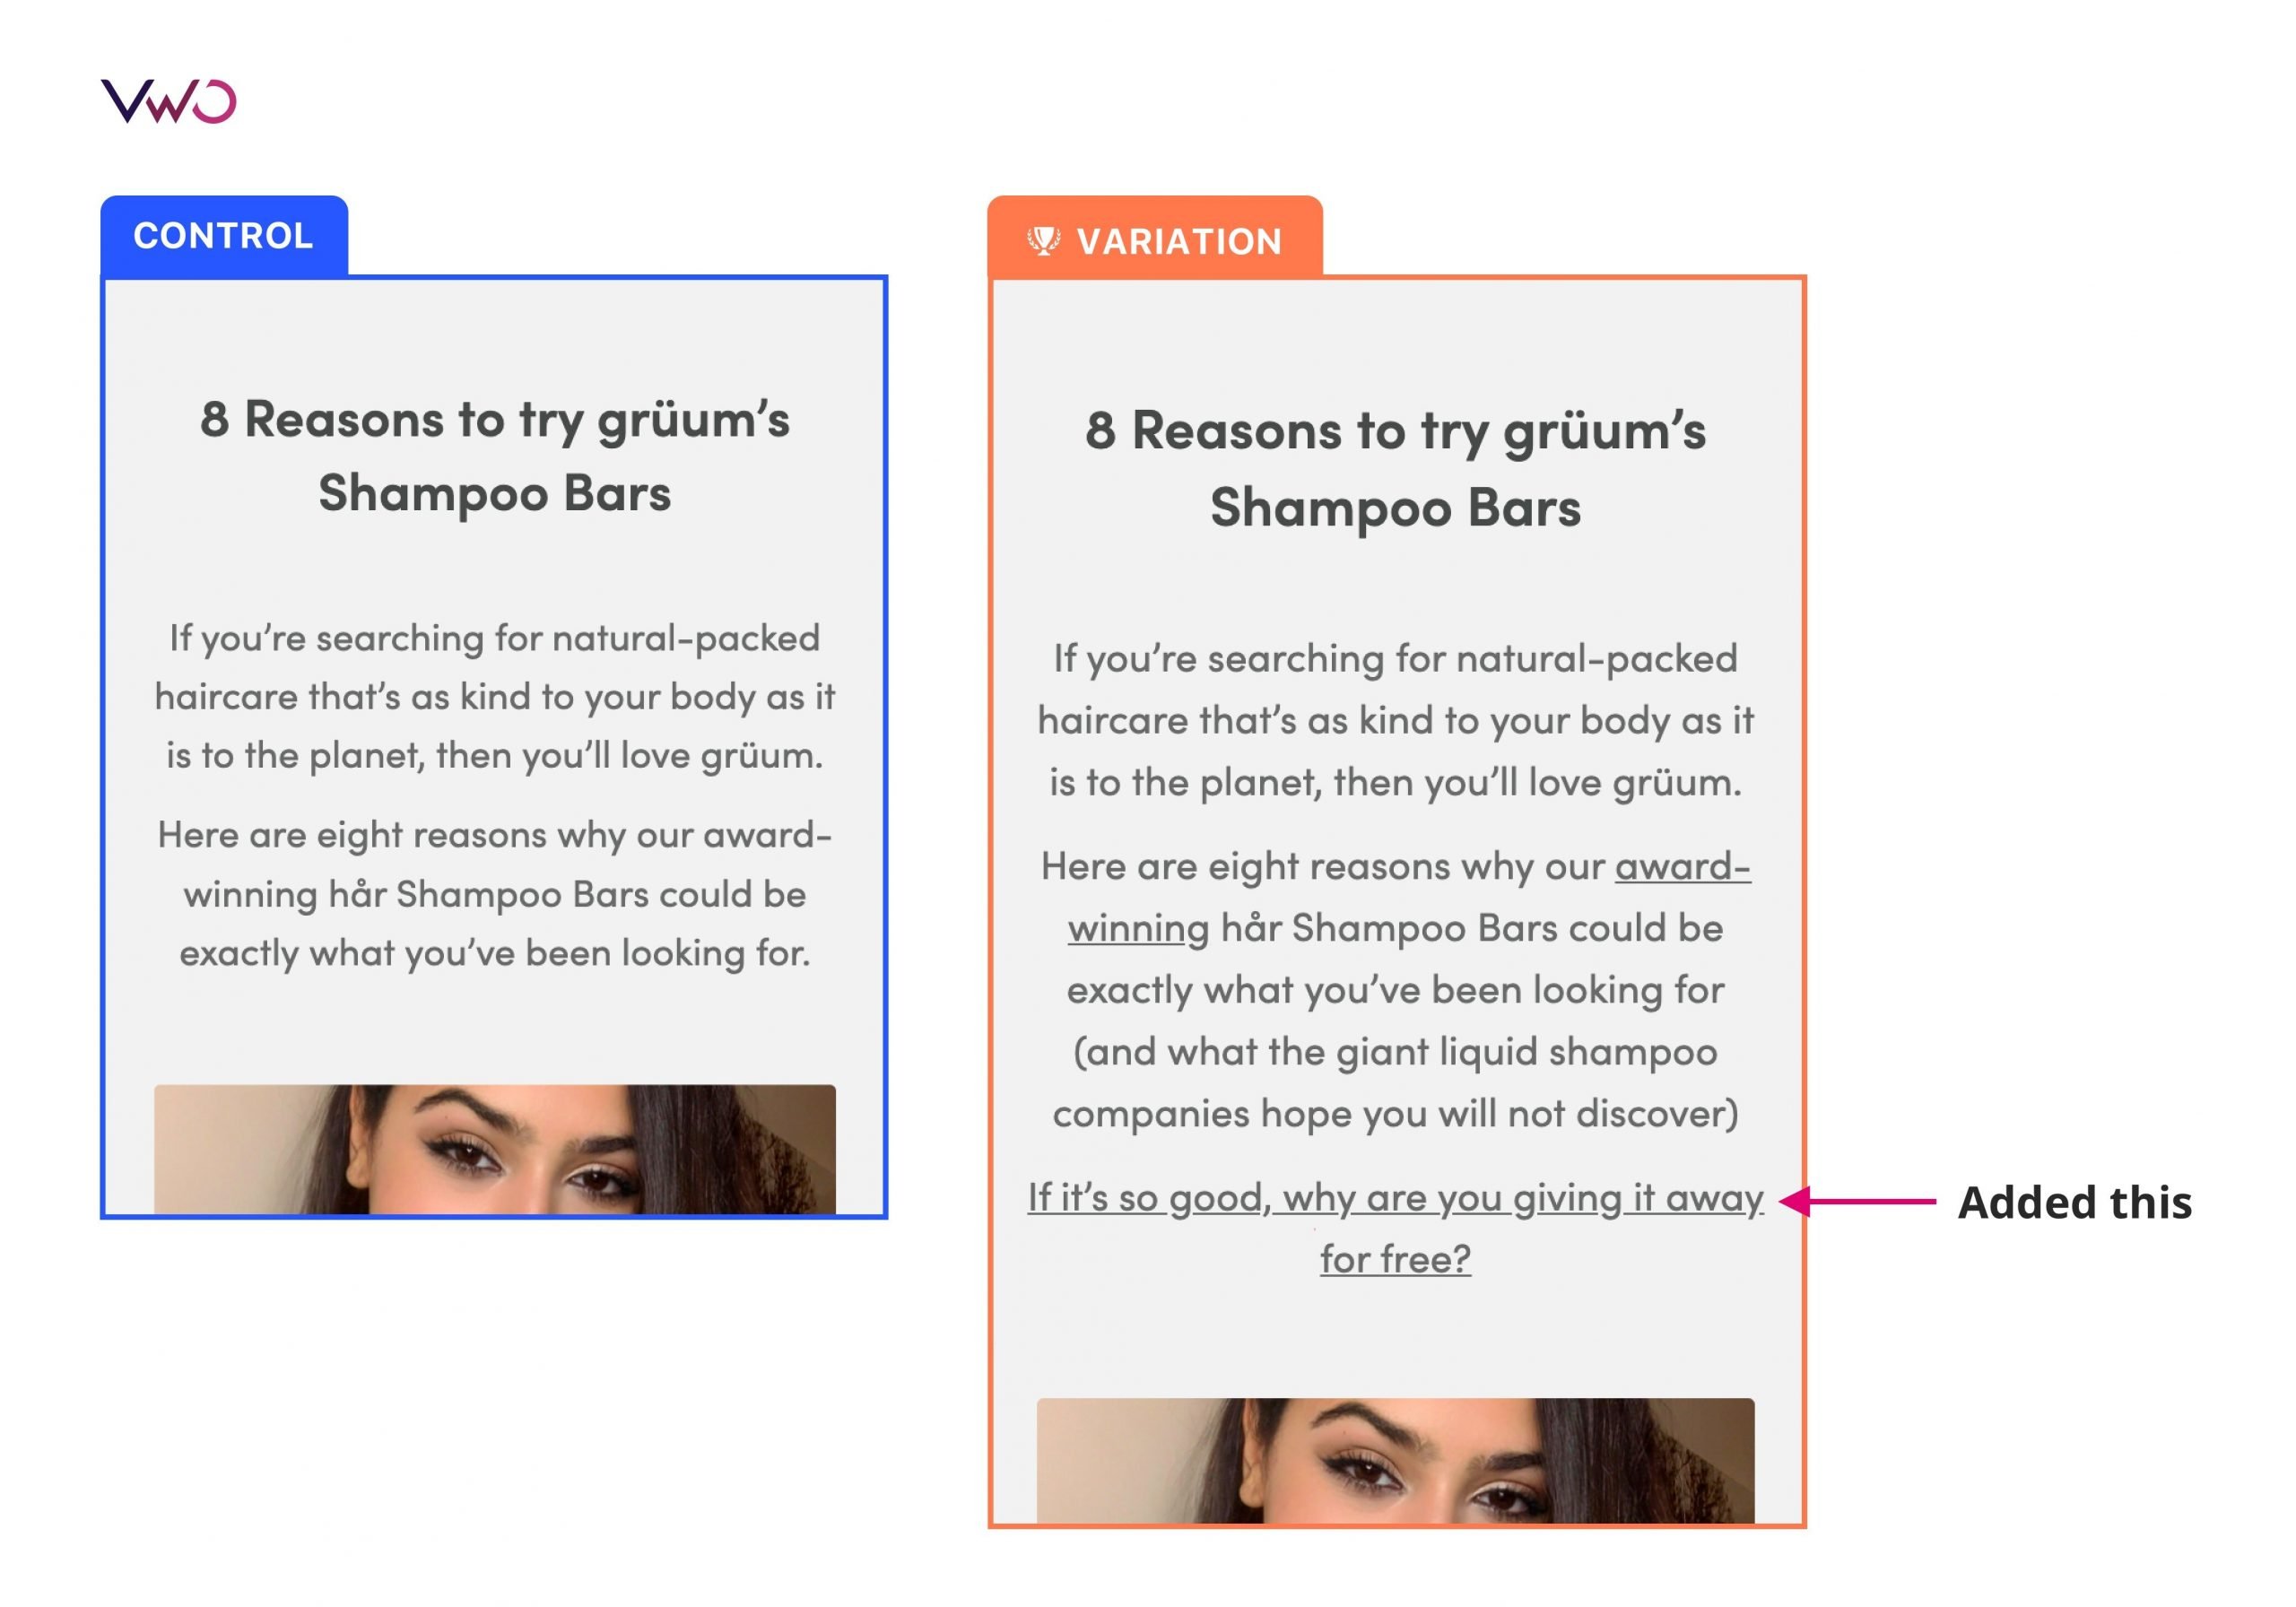 VWO
CONTROL
8 Reasons to try grüum’s
Shampoo Bars
If you’re searching for natural-packed
haircare that’s as kind to your body as it
is to the planet, then you’ll love grüum.
Here are eight reasons why our award-
winning hår Shampoo Bars could be
exactly what you’ve been looking for.
VARIATION
8 Reasons to try grüum’s
Shampoo Bars
If you’re searching for natural-packed
haircare that’s as kind to your body as it
is to the planet, then you’ll love grüum.
Here are eight reasons why our award-
winning hår Shampoo Bars could be
exactly what you’ve been looking for
(and what the giant liquid shampoo
companies hope you will not discover)
If it’s so good, why are you giving it away
for free?
Added this